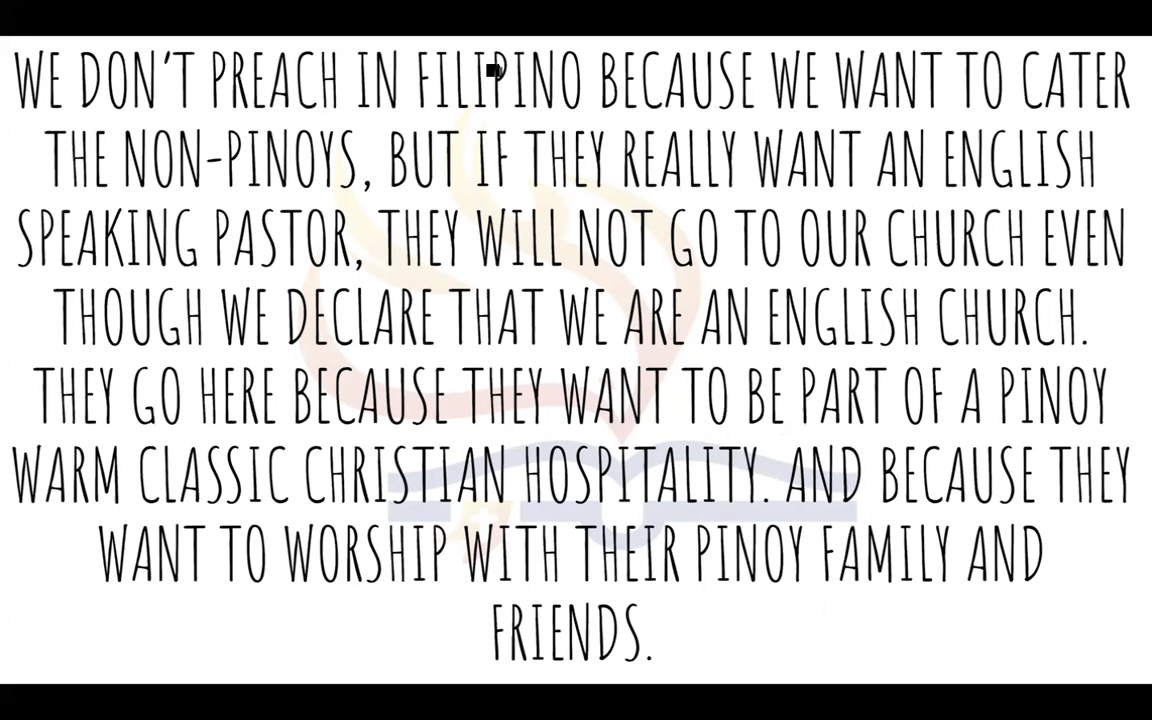 WE DON'T PREACH IN FILIPINO BECAUSE WE WANT TO CATER
THE NON-PINOYS, BUT IF THEY REALLY WANT AN ENGLISH
SPEAKING PASTOR, THEY WILL NOT GO TO OUR CHURCH EVEN
THOUGH WE DECLARE THAT WE ARE AN ENGLISH CHURCH.
THEY GO HERE BECAUSE THEY WANT TO BE PART OF A PINOY
WARM CLASSIC CHRISTIAN HOSPITALITY. AND BECAUSE THEY
WANT TO WORSHIP WITH THEIR PINOY FAMILY AND
FRIENDS.